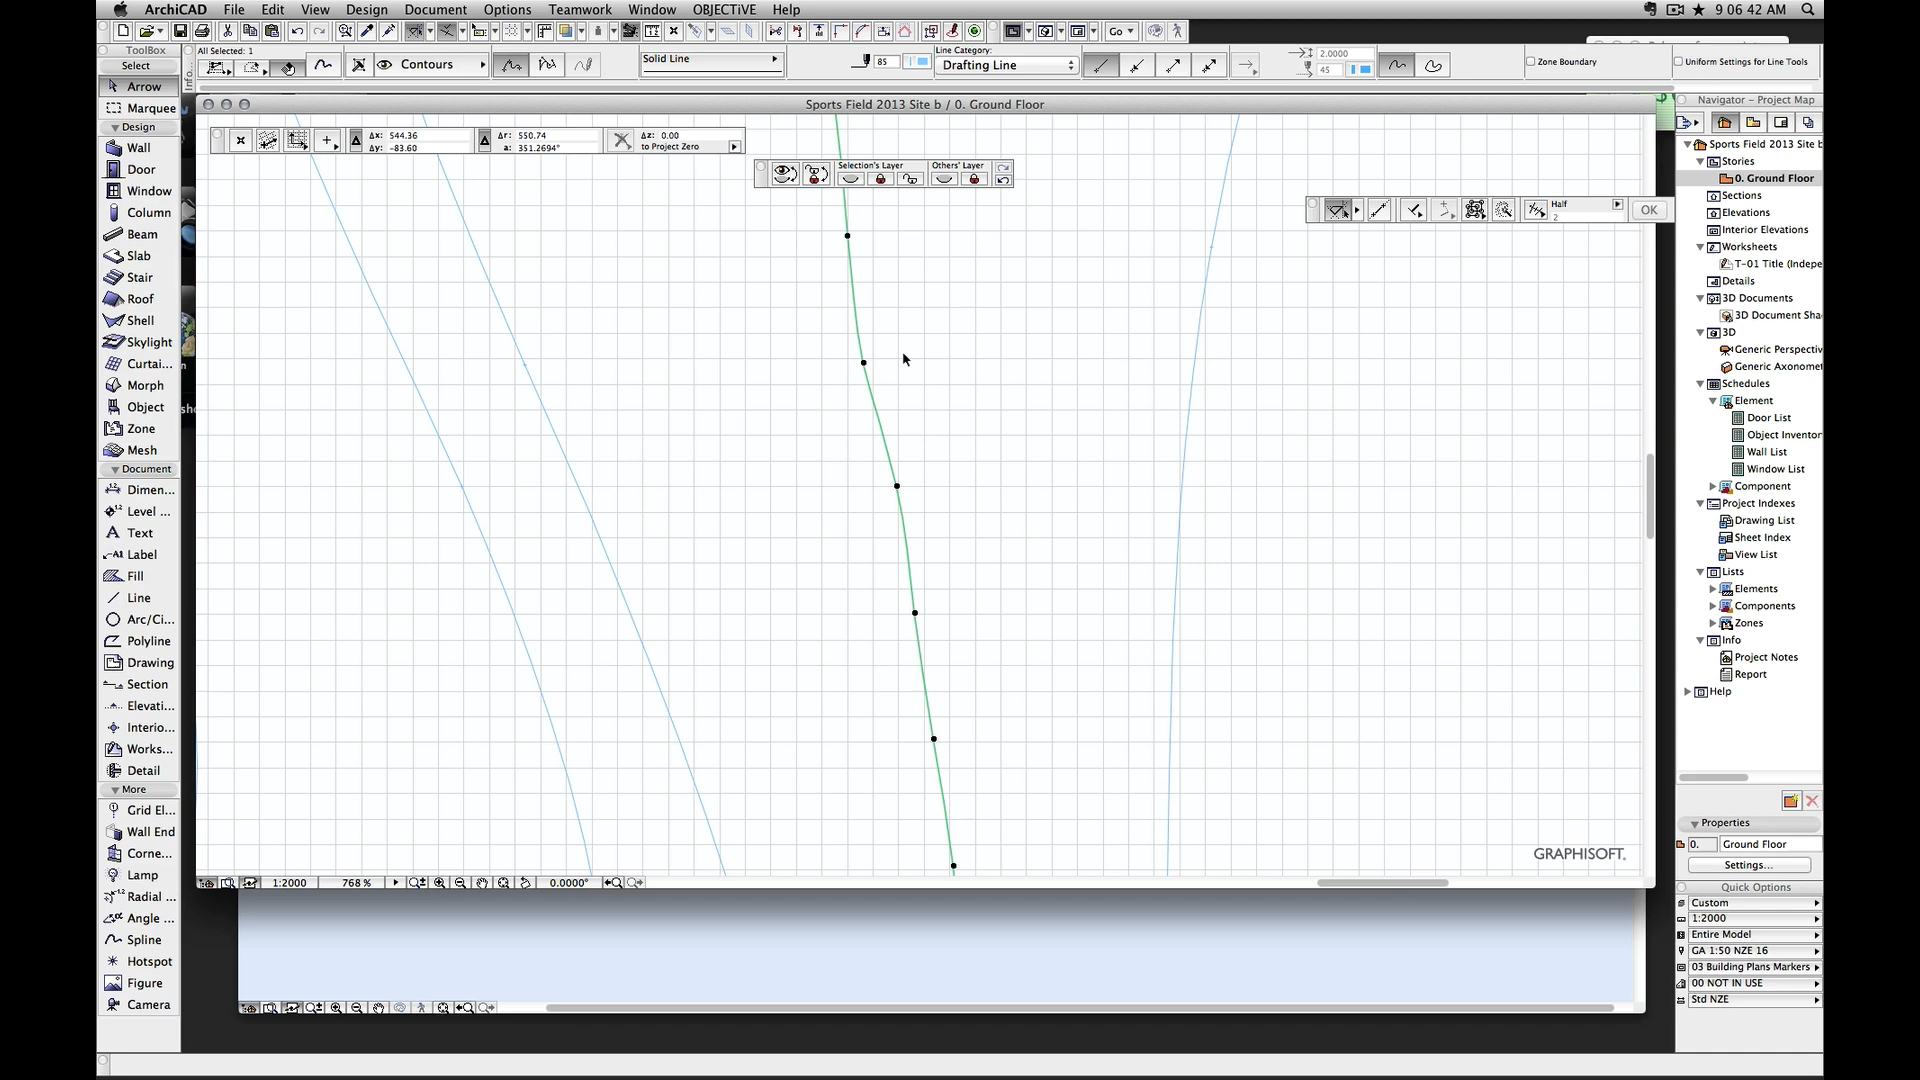 ArchiCAD File Edit View Design Document Options Teamwork Window OBJECTiVE Help
9 06 42 AM
Go
ToolBox
Select
Arrow
Marquee
Design
Wall
Door
Window
Column
Beam
Slab
Stair
Roof
Shell
Skylight
Curtai...
Morph
Object
Zone
Mesh
Document
Dimen...
Level ...
Text
Label
Fill
Line
Arc/Ci...
Polyline
Drawing
Section
Elevati...
Interio...
Works...
Detail
More
Grid El...
Wall End
Corne...
Lamp
Radial ...
Angle ...
Spline
Hotspot
Figure
Camera
All Selected: 1
Contours
Solid Line
85
Line Category:
Drafting Line
2.0000
45
Zone Boundary
Uniform Settings for Line Tools
Sports Field 2013 Site b / 0. Ground Floor
Δx: 544.36
Δy: -83.60
Δr: 550.74
a: 351.2694°
Δz: 0.00
to Project Zero
Selection's Layer
Others' Layer
Half
2
OK
GRAPHISOFT.
1:2000
768 %
0.0000°
Navigator - Project Map
Sports Field 2013 Site b
Stories
0. Ground Floor
Sections
Elevations
Interior Elevations
Worksheets
T-01 Title (Indepe
Details
3D Documents
3D Document Sha
3D
Generic Perspectiv
Generic Axonomet
Schedules
Element
Door List
Object Inventor
Wall List
Window List
Component
Project Indexes
Drawing List
Sheet Index
View List
Lists
Elements
Components
Zones
Info
Project Notes
Report
Help
Properties
0.
Ground Floor
Settings...
Quick Options
Custom
1:2000
Entire Model
GA 1:50 NZE 16
03 Building Plans Markers
00 NOT IN USE
Std NZE